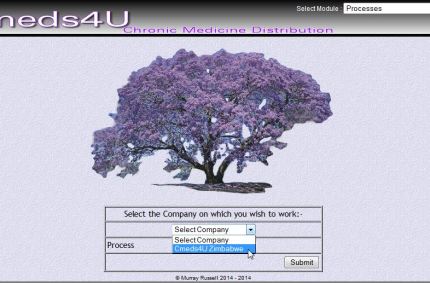 meds4U
Chronic Medicine Distribution
Select Module : Processes
Select the Company on which you wish to work:-
Select Company
Select Company
Process
Cmeds4U Zimbabwe
Submit
© Murray Russell 2014 - 2014